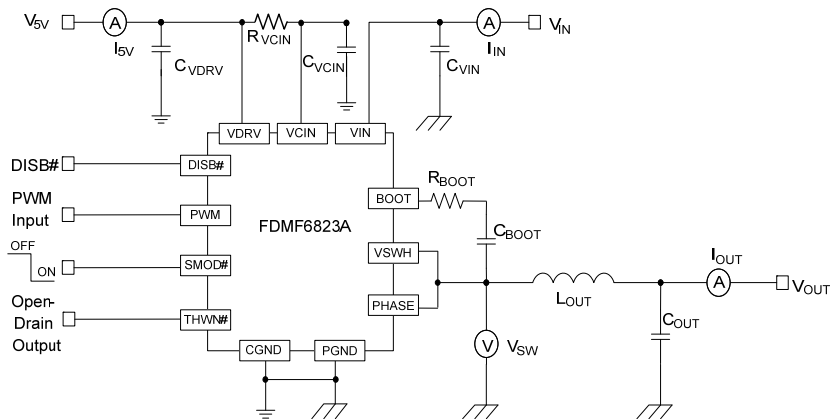 V5V
A
I5V
RVCIN
A
IIN
VIN
CVDRV
CVCIN
CVIN
VDRV
VCIN
VIN
DISB#
DISB#
PWM
Input
PWM
OFF
ON
SMOD#
Open-
Drain
Output
THWN#
FDMF6823A
BOOT
RBOOT
CBOOT
VSWH
PHASE
CGND
PGND
V
VSW
LOUT
IOUT
A
VOUT
COUT